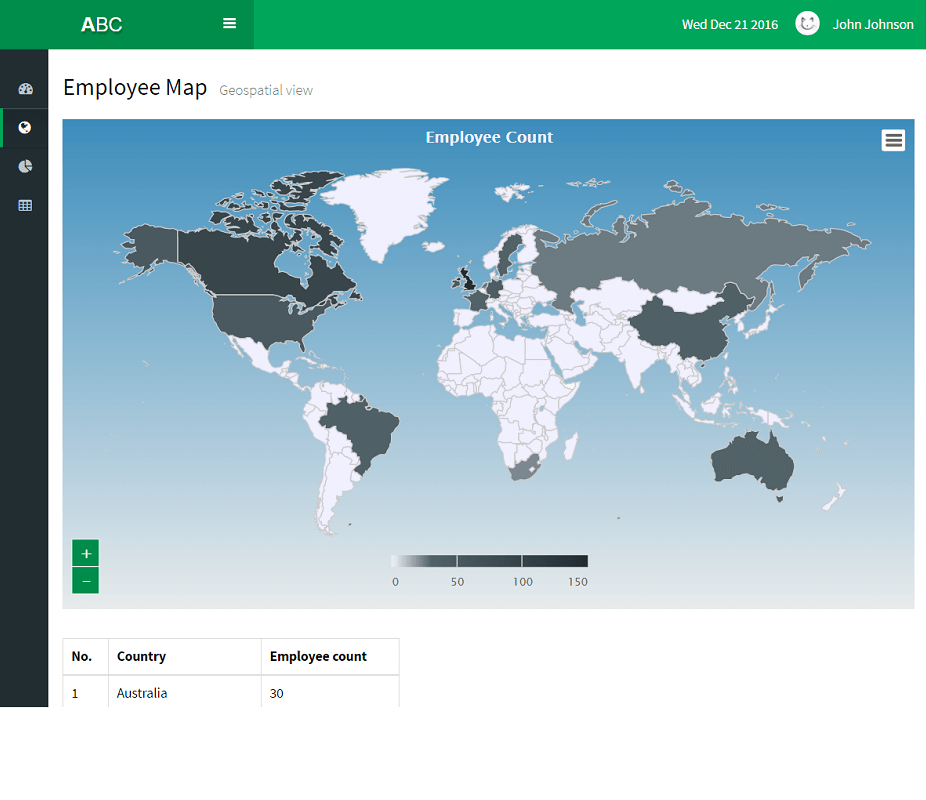 ABC
Wed Dec 21 2016 John Johnson
Employee Map Geospatial view
Employee Count
+
−
0 50 100 150
No. Country Employee count
1 Australia 30